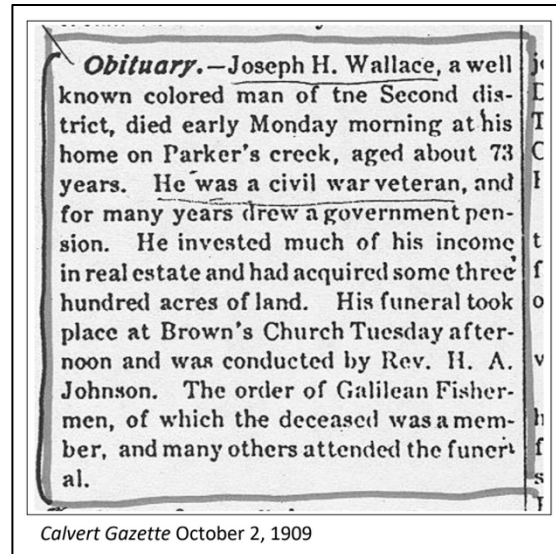 Obituary.—Joseph H. Wallace, a well
known colored man of tne Second dis-
trict, died early Monday morning at his
home on Parker's creek, aged about 73
years. He was a civil war veteran, and
for many years drew a government pen-
sion. He invested much of his income
in real estate and had acquired some three
hundred acres of land. His funeral took
place at Brown's Church Tuesday after-
noon and was conducted by Rev. H. A.
Johnson. The order of Galilean Fisher-
men, of which the deceased was a mem-
ber, and many others attended the funer
al.
Calvert Gazette October 2, 1909